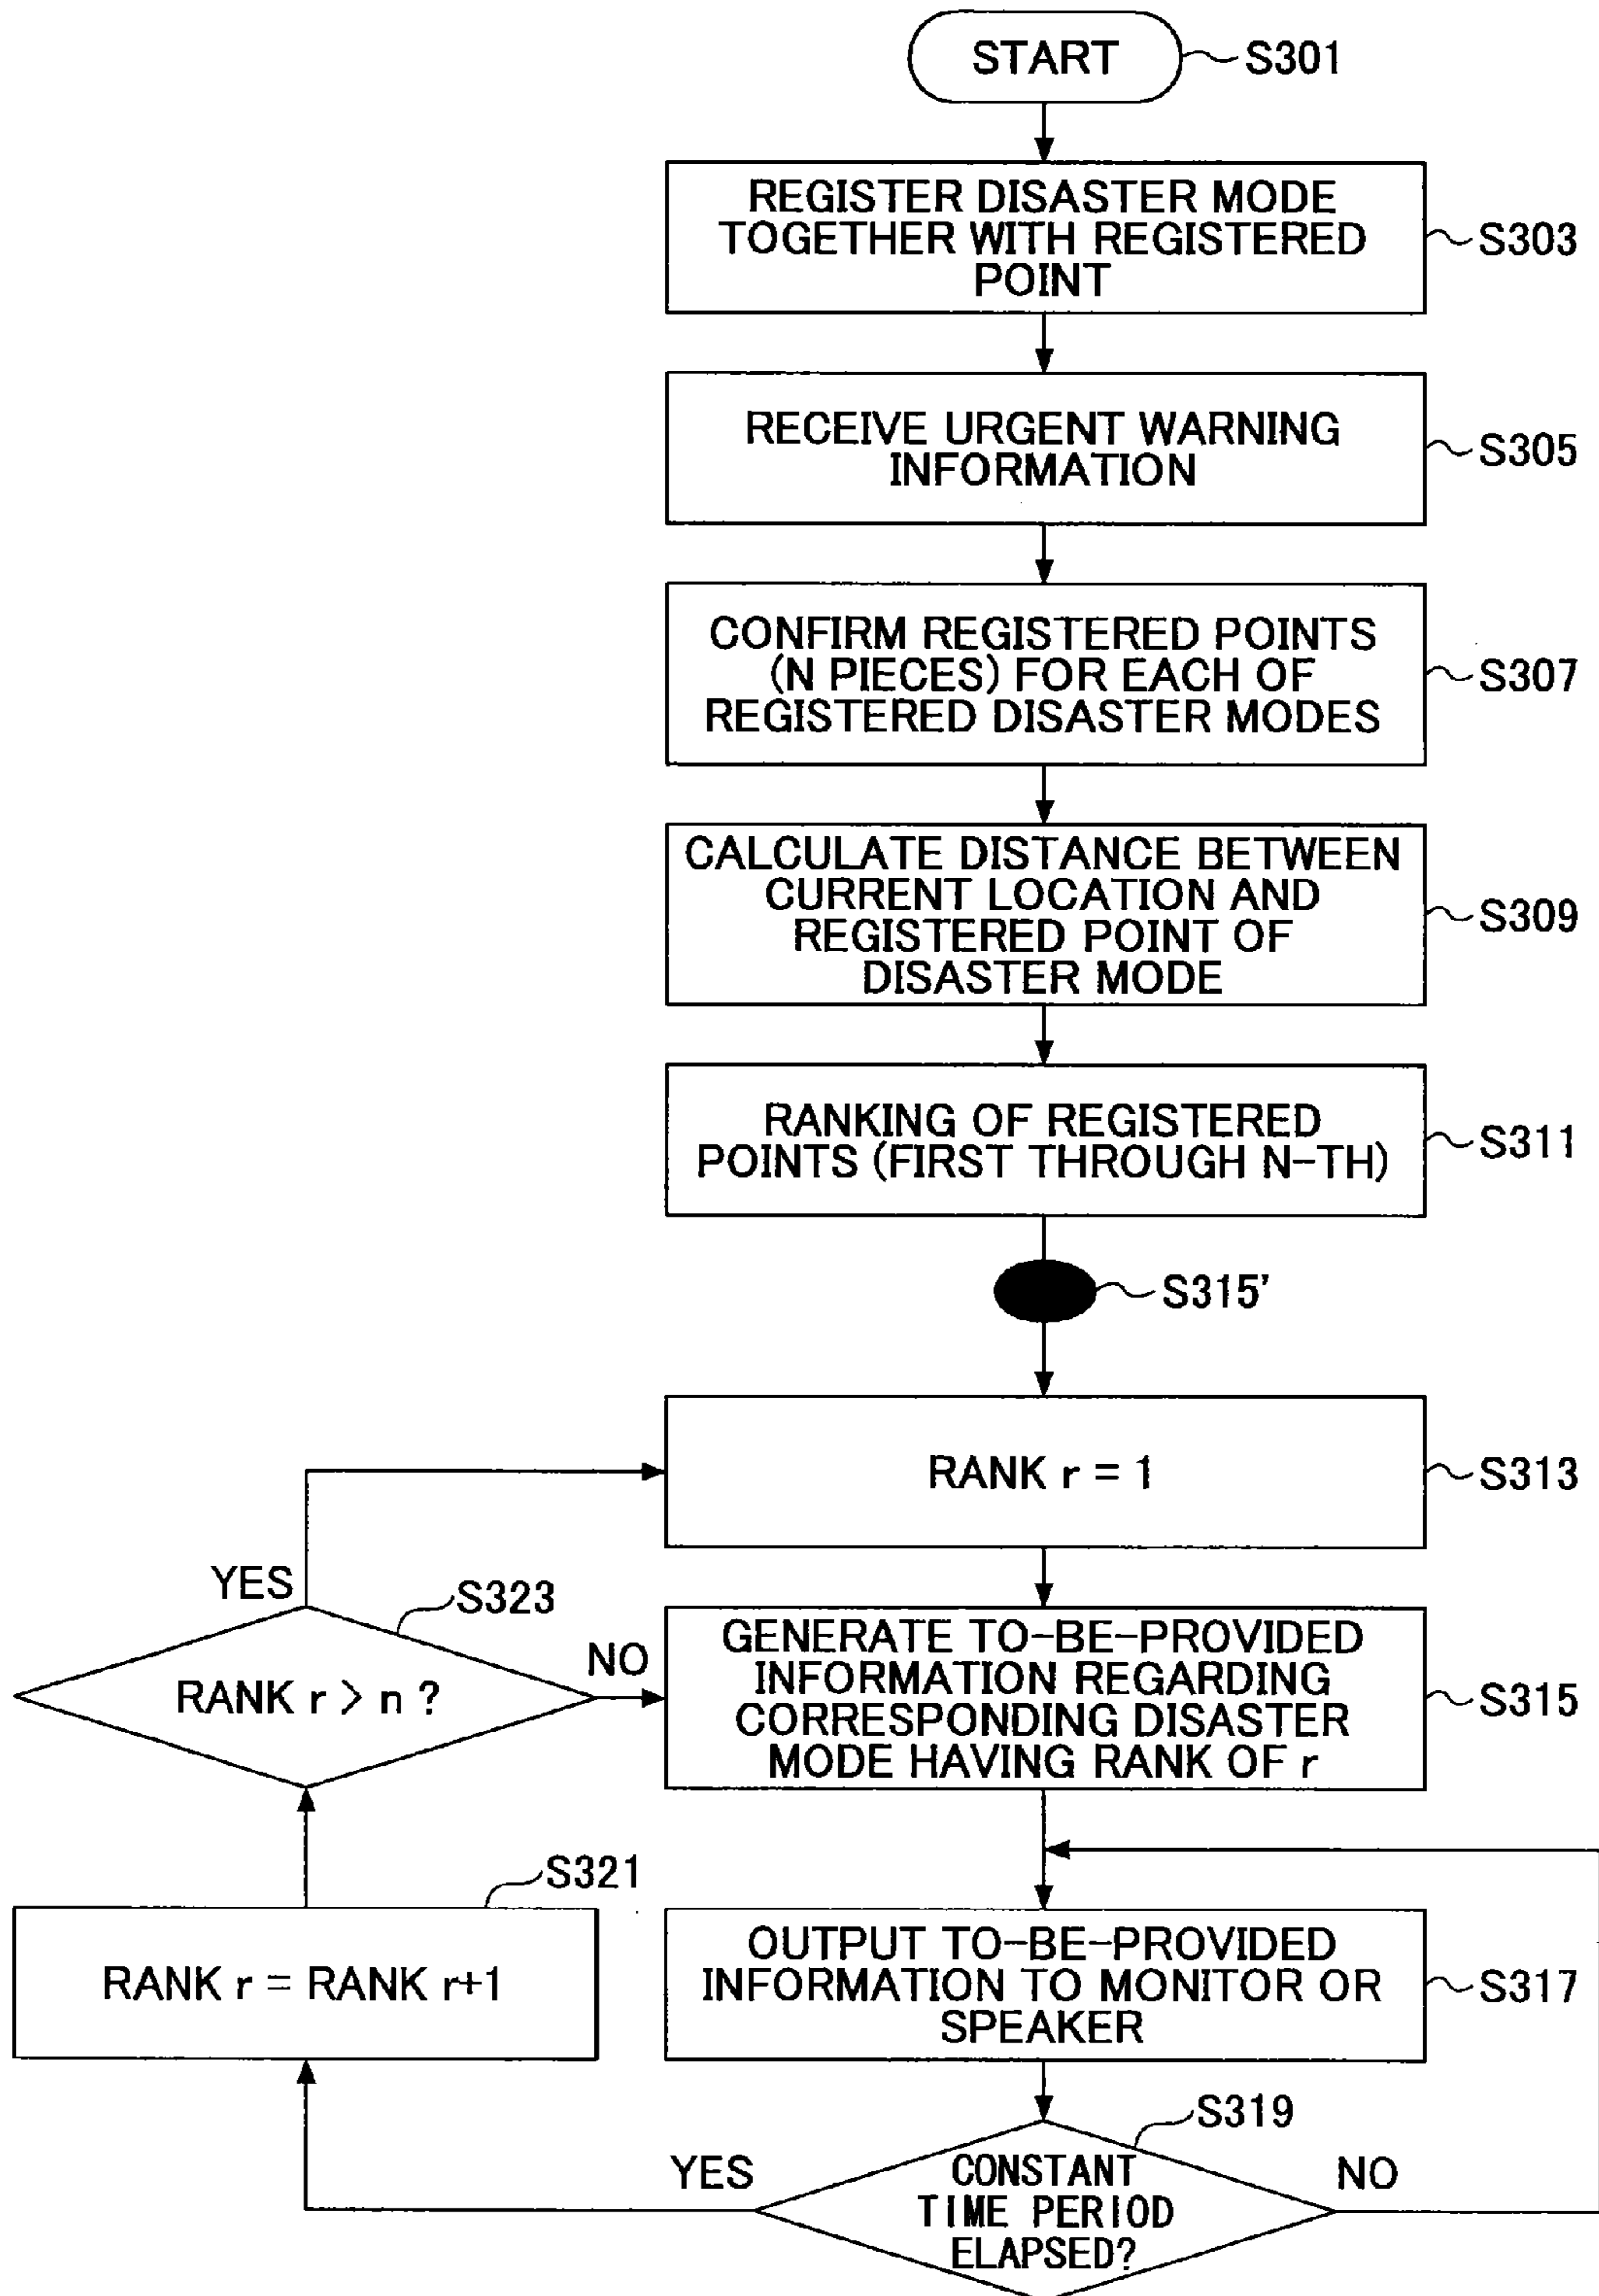 START
S301
REGISTER DISASTER MODE
TOGETHER WITH REGISTERED
POINT
S303
RECEIVE URGENT WARNING
INFORMATION
S305
CONFIRM REGISTERED POINTS
(N PIECES) FOR EACH OF
REGISTERED DISASTER MODES
S307
CALCULATE DISTANCE BETWEEN
CURRENT LOCATION AND
REGISTERED POINT OF
DISASTER MODE
S309
RANKING OF REGISTERED
POINTS (FIRST THROUGH N-TH)
S311
S315'
RANK r = 1
S313
YES
S323
RANK r > n ?
NO
GENERATE TO-BE-PROVIDED
INFORMATION REGARDING
CORRESPONDING DISASTER
MODE HAVING RANK OF r
S315
S321
RANK r = RANK r+1
OUTPUT TO-BE-PROVIDED
INFORMATION TO MONITOR OR
SPEAKER
S317
S319
YES
CONSTANT
TIME PERIOD
ELAPSED?
NO